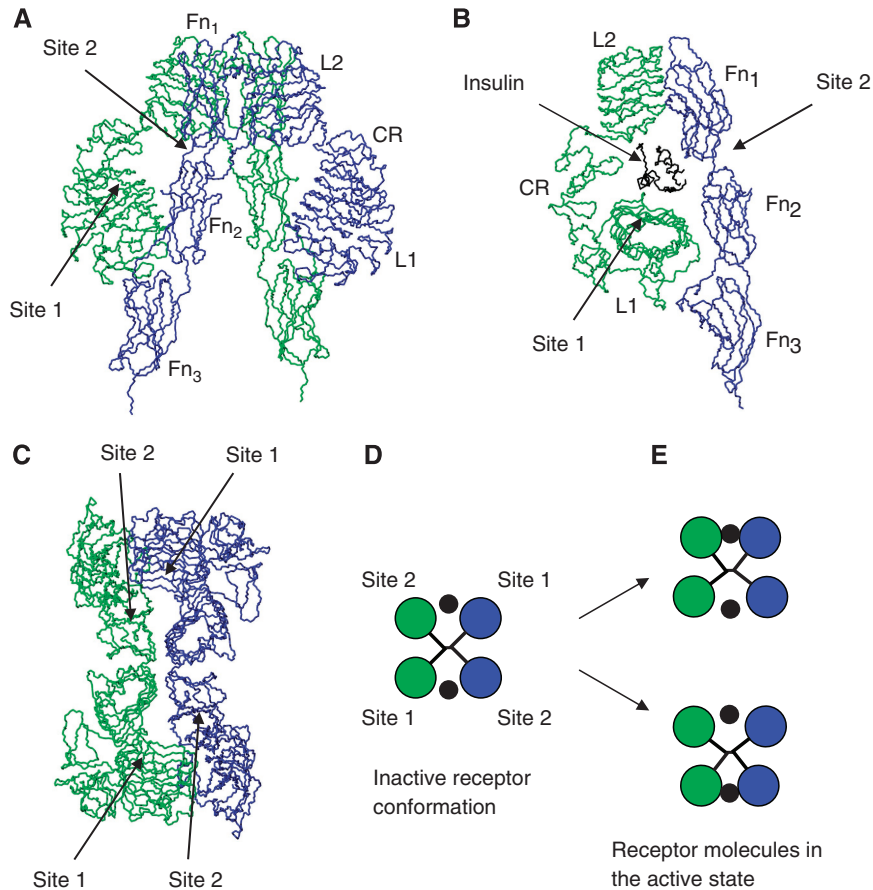 A
Fn1
Site 2
L2
CR
Fn2
L1
Site 1
Fn3
B
L2
Fn1
Insulin
Site 2
CR
Fn2
L1
Site 1
Fn3
C
Site 2
Site 1
Site 1
Site 2
D
Site 2
Site 1
Site 1
Site 2
Inactive receptor
conformation
E
Receptor molecules in
the active state